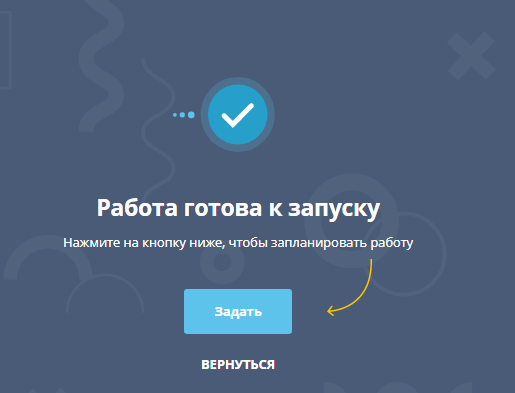 Работа готова к запуску
Нажмите на кнопку ниже, чтобы запланировать работу
Задать
ВЕРНУТЬСЯ